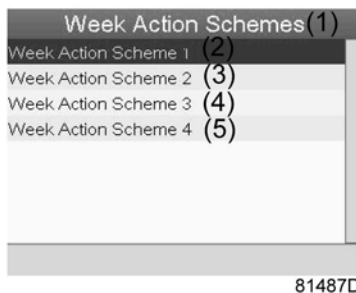 Week Action Schemes(1)
Week Action Scheme 1 (2)
Week Action Scheme 2 (3)
Week Action Scheme 3 (4)
Week Action Scheme 4 (5)
81487D